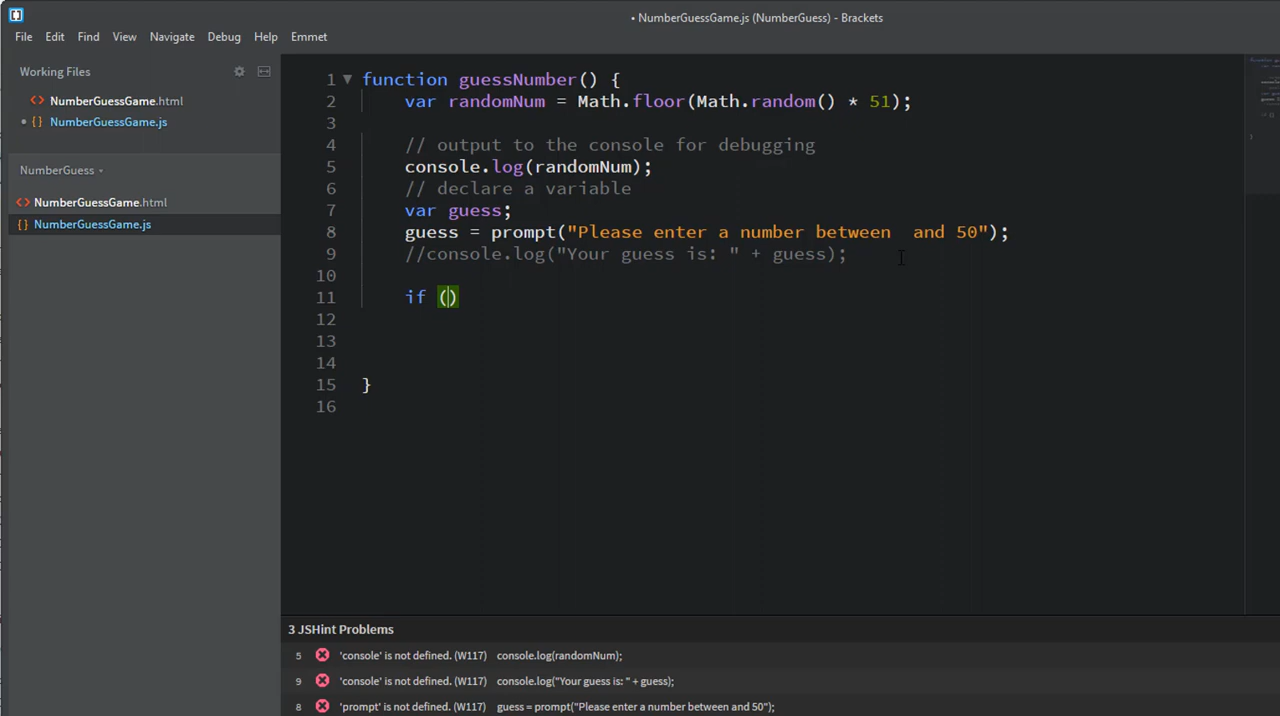 • NumberGuessGame.js (NumberGuess) - Brackets
File Edit Find View Navigate Debug Help Emmet
Working Files
<> NumberGuessGame.html
• {} NumberGuessGame.js
NumberGuess
<> NumberGuessGame.html
{} NumberGuessGame.js
1 function guessNumber() {
2 var randomNum = Math.floor(Math.random() * 51);
3
4 // output to the console for debugging
5 console.log(randomNum);
6 // declare a variable
7 var guess;
8 guess = prompt("Please enter a number between  and 50");
9 //console.log("Your guess is: " + guess);
10
11 if ()
12
13
14
15 }
16
3 JSHint Problems
5 'console' is not defined. (W117) console.log(randomNum);
9 'console' is not defined. (W117) console.log("Your guess is: " + guess);
8 'prompt' is not defined. (W117) guess = prompt("Please enter a number between and 50");